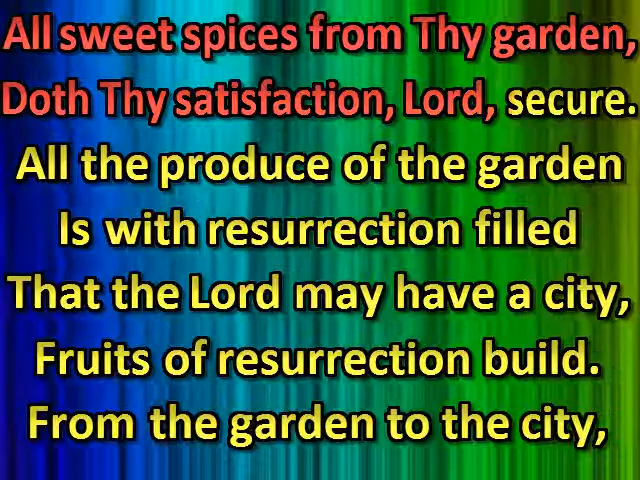 All sweet spices from Thy garden,
Doth Thy satisfaction, Lord, secure.
All the produce of the garden
Is with resurrection filled
That the Lord may have a city,
Fruits of resurrection build.
From the garden to the city,